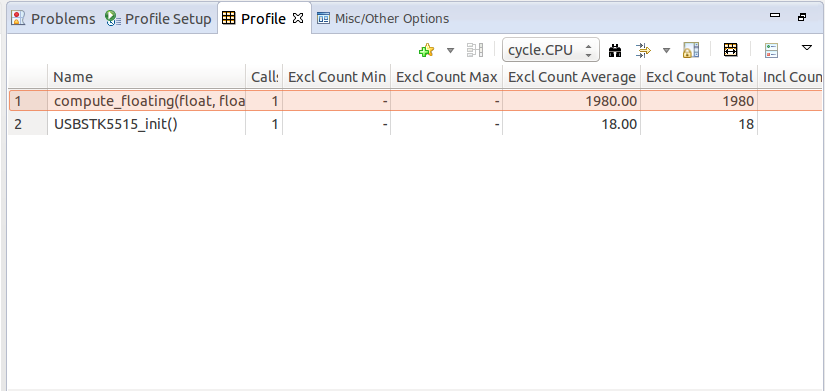 Problems Profile Setup Profile Misc/Other Options
cycle.CPU
Name Calls Excl Count Min Excl Count Max Excl Count Average Excl Count Total Incl Coun
1 compute_floating(float, floa 1 - - 1980.00 1980
2 USBSTK5515_init() 1 - - 18.00 18